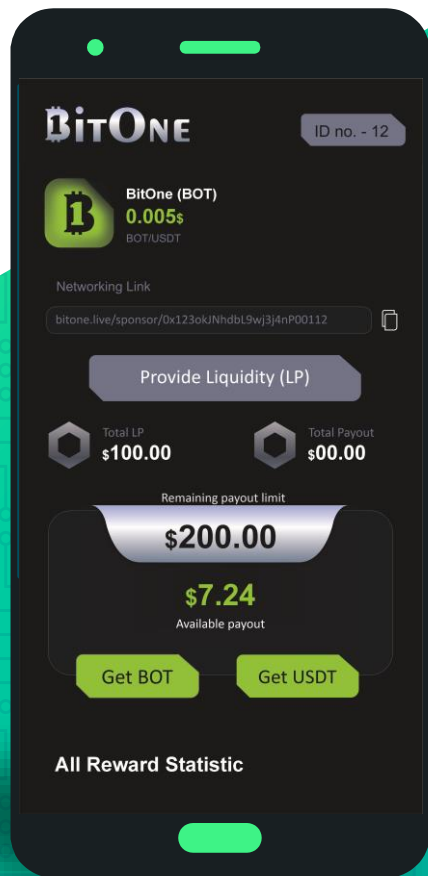 BITONE
ID no. - 12
BitOne (BOT)
0.005$
BOT/USDT
Networking Link
bitone.live/sponsor/0x123okJNhdbL9wj3j4nP00112
Provide Liquidity (LP)
Total LP
$100.00
Total Payout
$00.00
Remaining payout limit
$200.00
$7.24
Available payout
Get BOT
Get USDT
All Reward Statistic